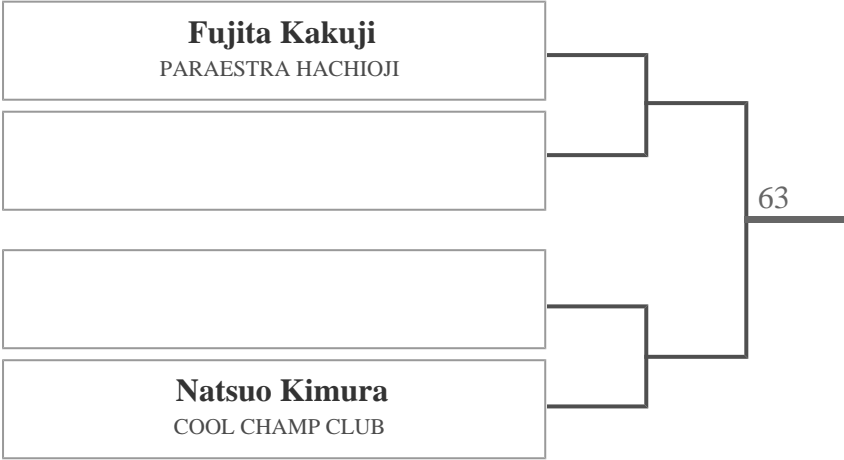 Fujita Kakuji
PARAESTRA HACHIOJI
63
Natsuo Kimura
COOL CHAMP CLUB